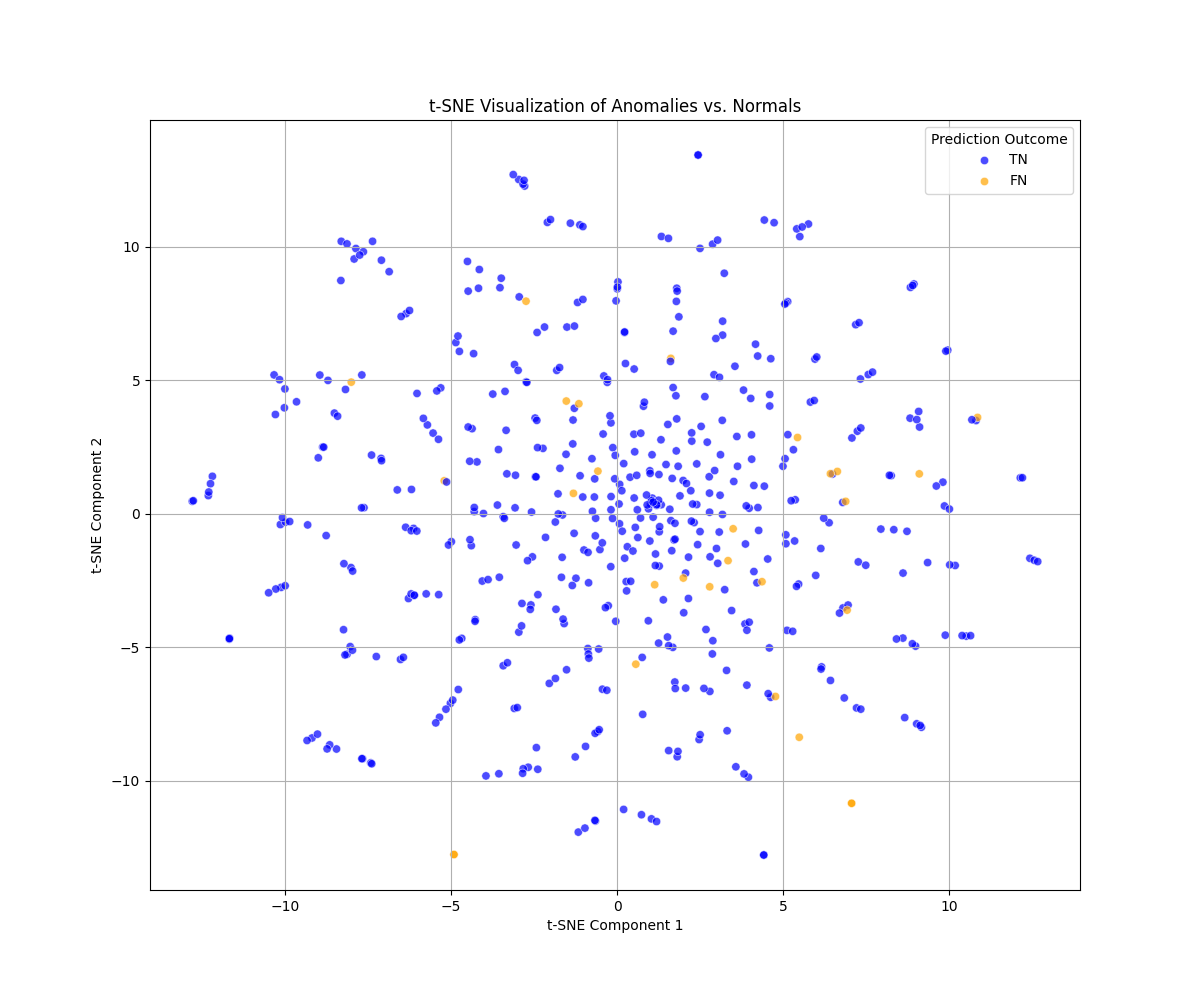 t-SNE Visualization of Anomalies vs. Normals
Prediction Outcome
TN
FN
10
5
0
−5
−10
t-SNE Component 2
−10
−5
0
5
10
t-SNE Component 1